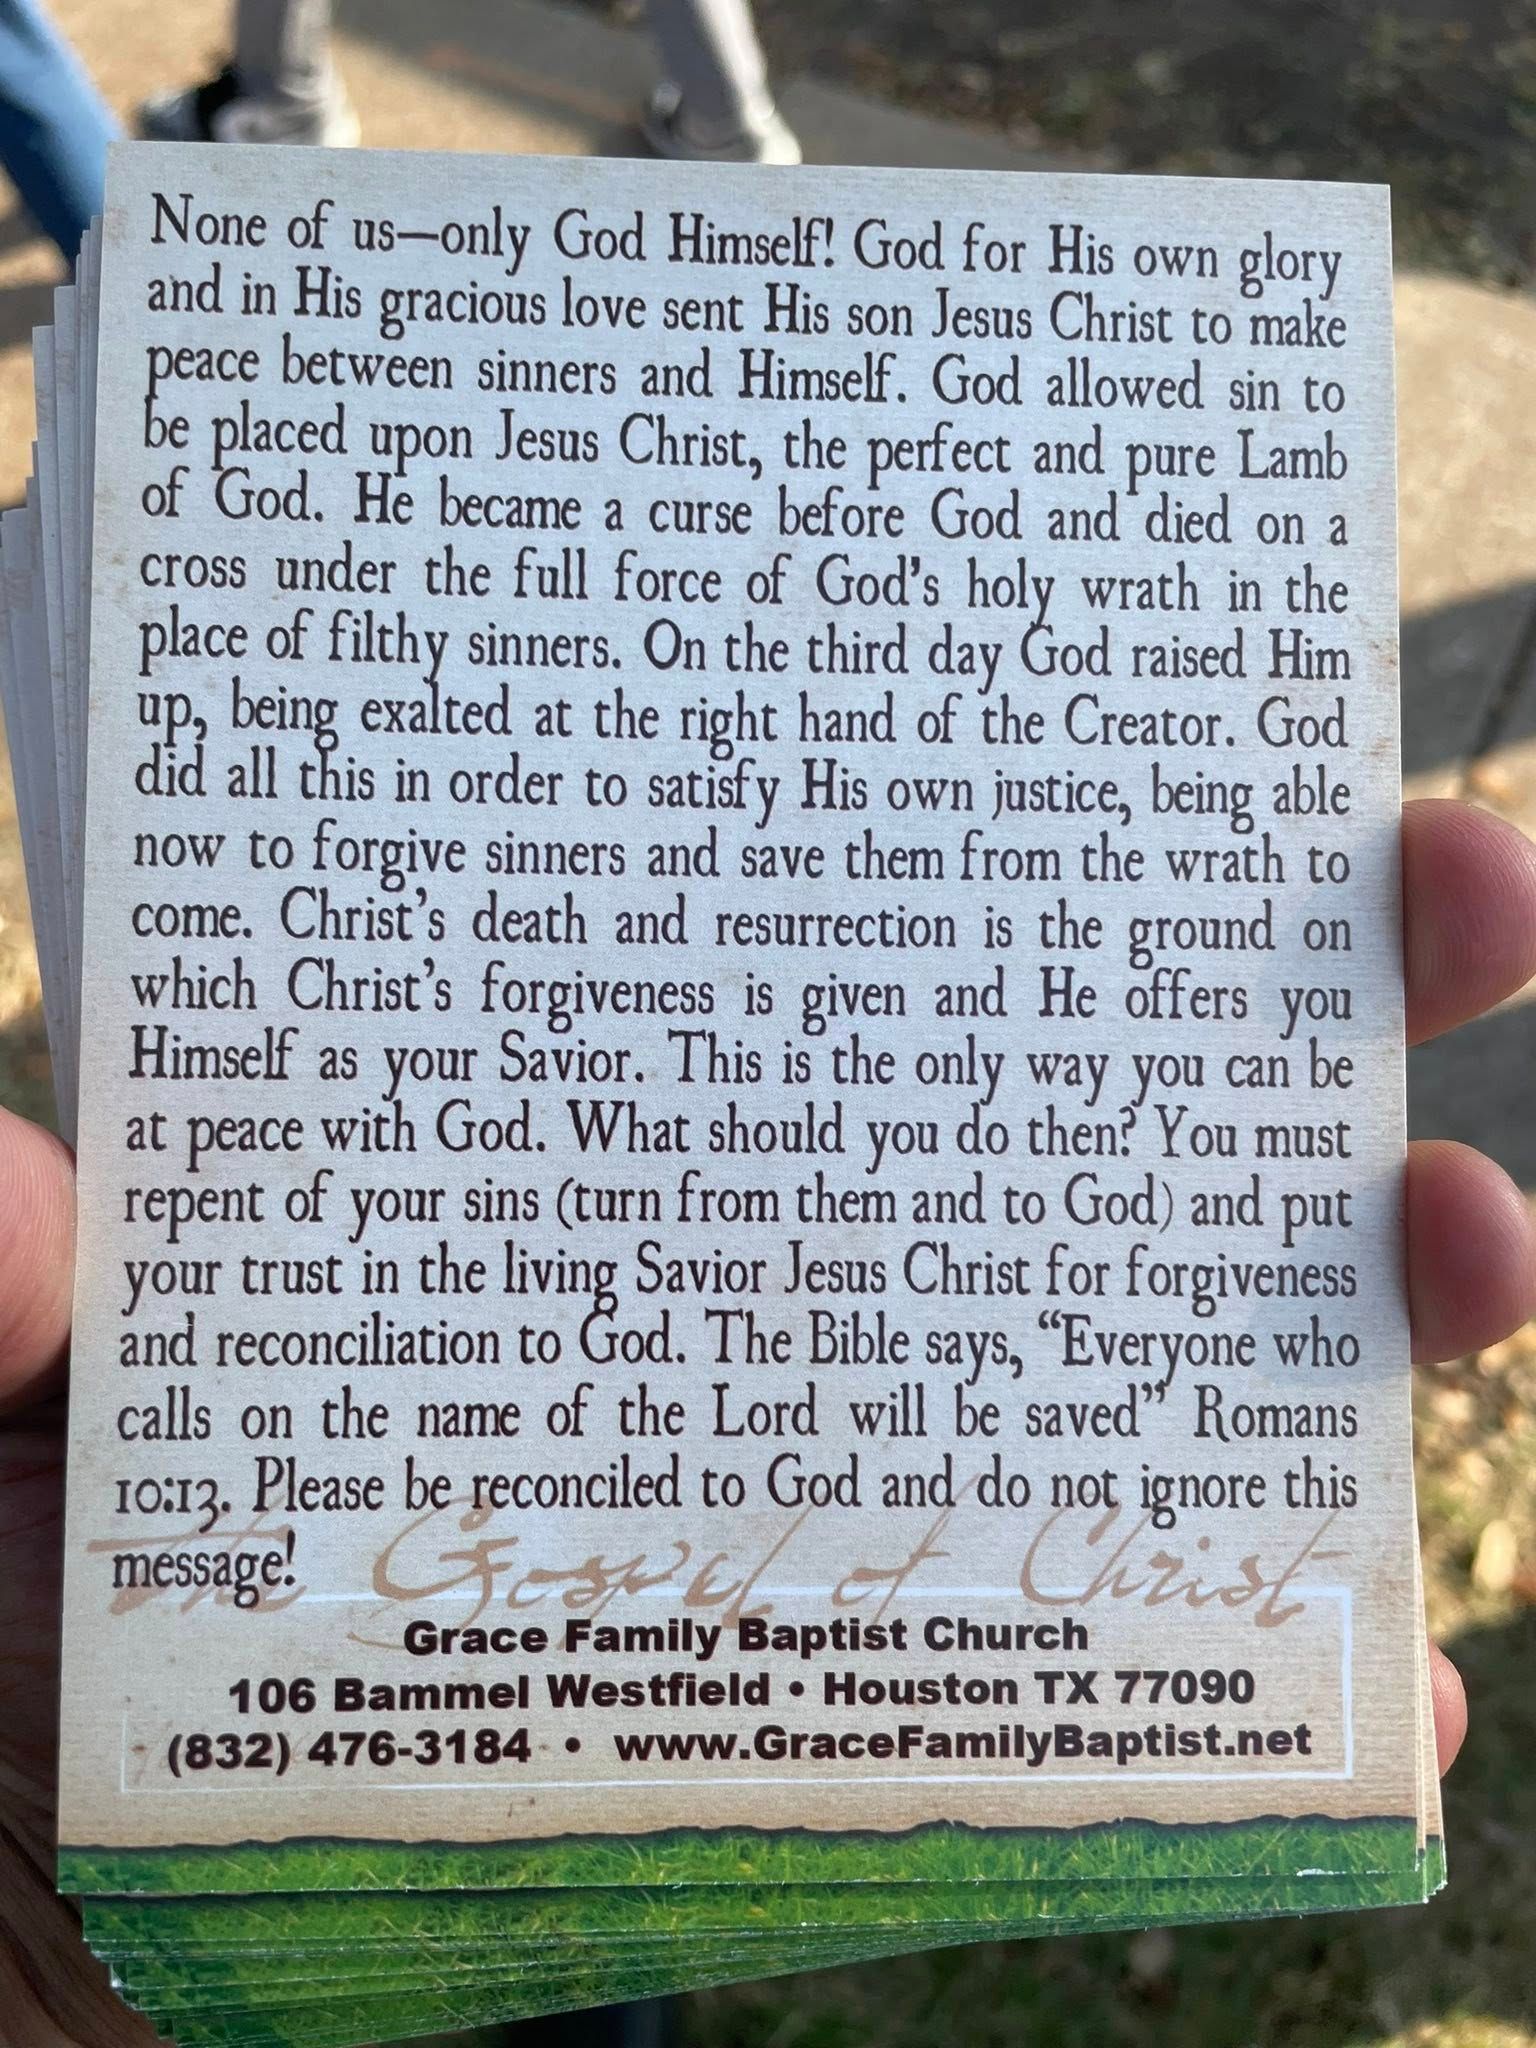 None of us—only God Himself! God for His own glory
and in His gracious love sent His son Jesus Christ to make
peace between sinners and Himself. God allowed sin to
be placed upon Jesus Christ, the perfect and pure Lamb
of God. He became a curse before God and died on a
cross under the full force of God's holy wrath in the
place of filthy sinners. On the third day God raised Him
up, being exalted at the right hand of the Creator. God
did all this in order to satisfy His own justice, being able
now to forgive sinners and save them from the wrath to
come. Christ's death and resurrection is the ground on
which Christ's forgiveness is given and He offers you
Himself as your Savior. This is the only way you can be
at peace with God. What should you do then? You must
repent of your sins (turn from them and to God) and put
your trust in the living Savior Jesus Christ for forgiveness
and reconciliation to God. The Bible says, “Everyone who
calls on the name of the Lord will be saved” Romans
10:13. Please be reconciled to God and do not ignore this
message!
The Gospel of Christ
Grace Family Baptist Church
106 Bammel Westfield • Houston TX 77090
(832) 476-3184 • www.GraceFamilyBaptist.net